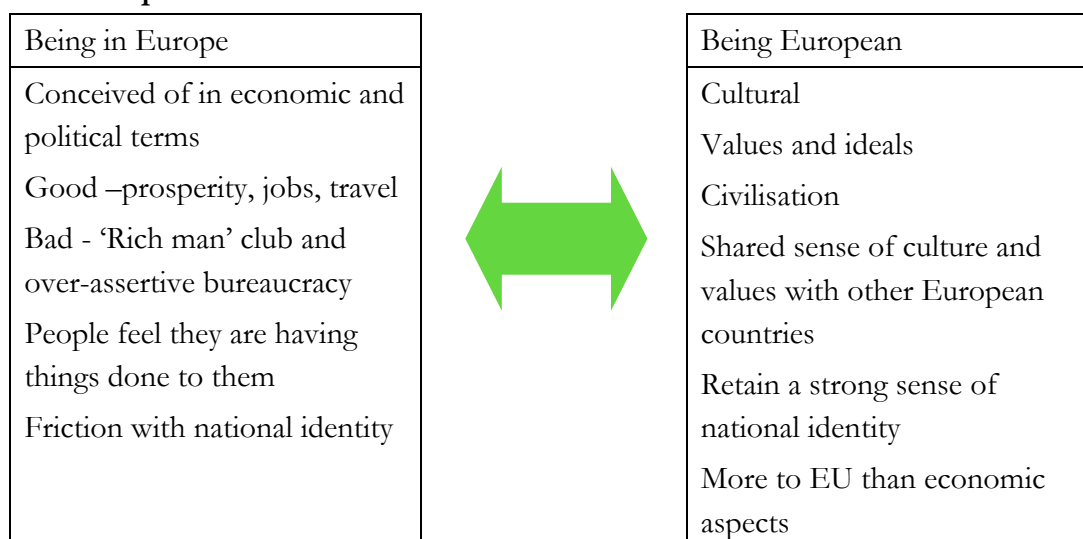 Being in Europe
Conceived of in economic and
political terms
Good –prosperity, jobs, travel
Bad - ‘Rich man’ club and
over-assertive bureaucracy
People feel they are having
things done to them
Friction with national identity
Being European
Cultural
Values and ideals
Civilisation
Shared sense of culture and
values with other European
countries
Retain a strong sense of
national identity
More to EU than economic
aspects